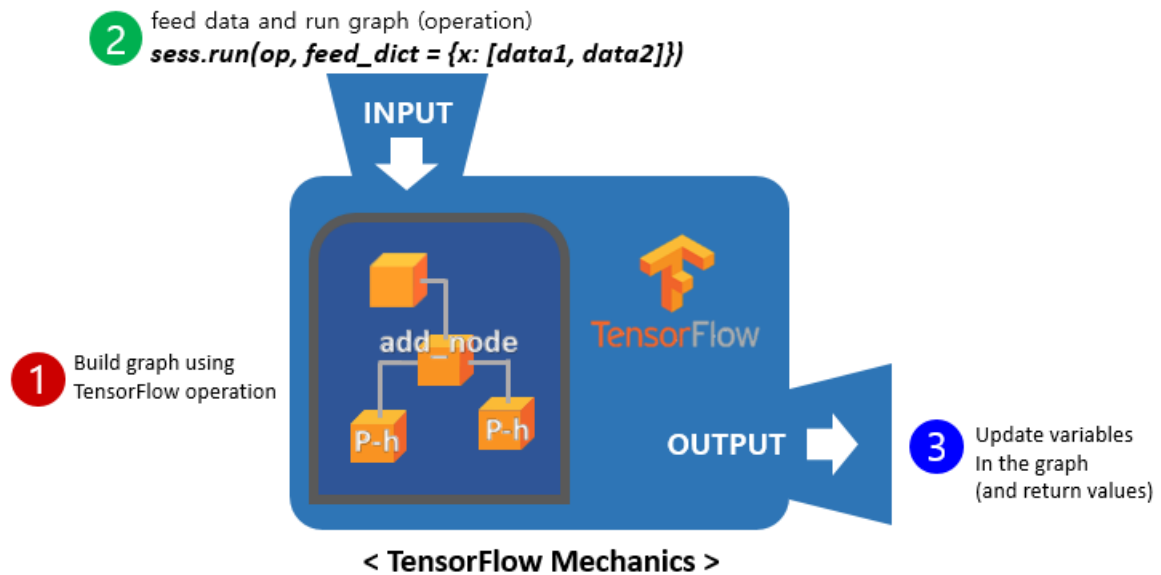 2
feed data and run graph (operation)
sess.run(op, feed_dict = {x: [data1, data2]})
INPUT
TensorFlow
add_node
1
Build graph using
TensorFlow operation
P-h
P-h
OUTPUT
3
Update variables
In the graph
(and return values)
< TensorFlow Mechanics >